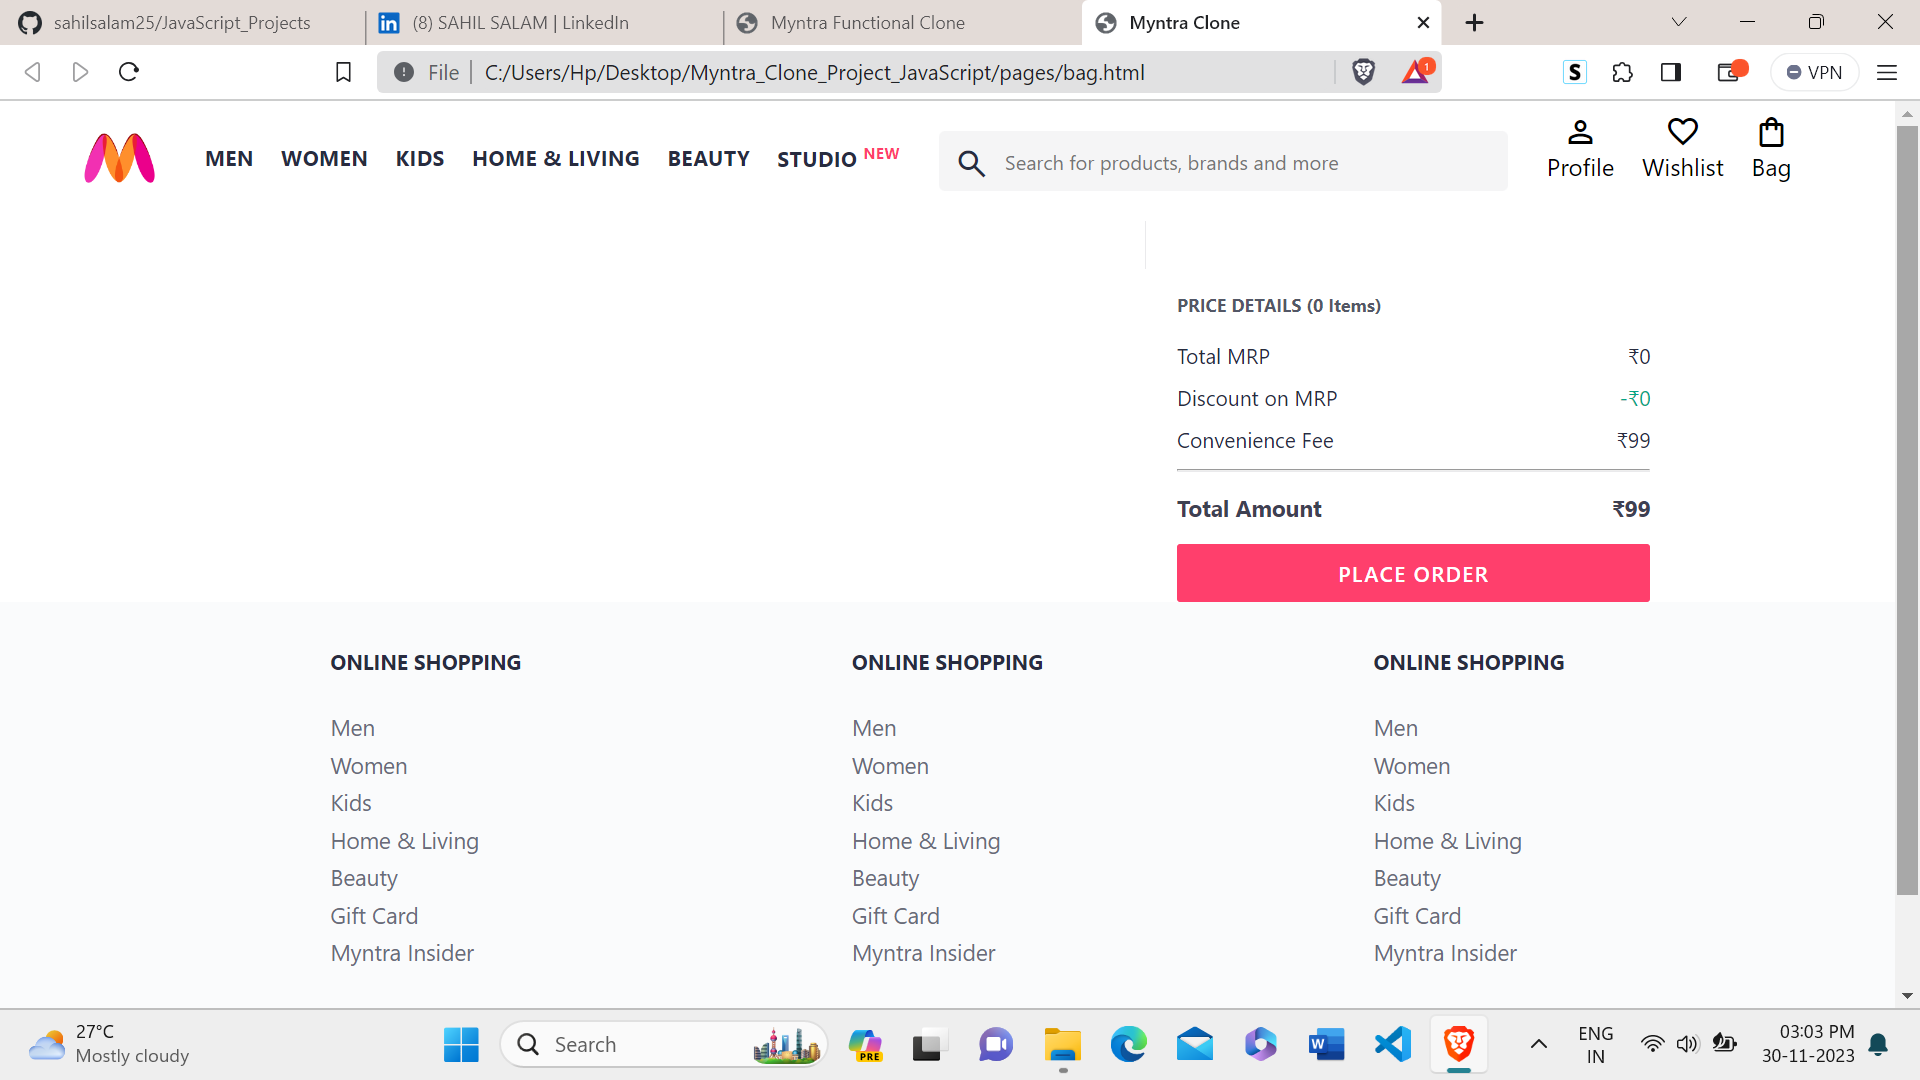 sahilsalam25/JavaScript_Projects
(8) SAHIL SALAM | LinkedIn
Myntra Functional Clone
Myntra Clone
File
C:/Users/Hp/Desktop/Myntra_Clone_Project_JavaScript/pages/bag.html
1
S
VPN
MEN
WOMEN
KIDS
HOME & LIVING
BEAUTY
STUDIO NEW
Search for products, brands and more
Profile
Wishlist
Bag
PRICE DETAILS (0 Items)
Total MRP ₹0
Discount on MRP -₹0
Convenience Fee ₹99
Total Amount ₹99
PLACE ORDER
ONLINE SHOPPING
Men
Women
Kids
Home & Living
Beauty
Gift Card
Myntra Insider
ONLINE SHOPPING
Men
Women
Kids
Home & Living
Beauty
Gift Card
Myntra Insider
ONLINE SHOPPING
Men
Women
Kids
Home & Living
Beauty
Gift Card
Myntra Insider
27°C
Mostly cloudy
Search
PRE
W
ENG
IN
03:03 PM
30-11-2023